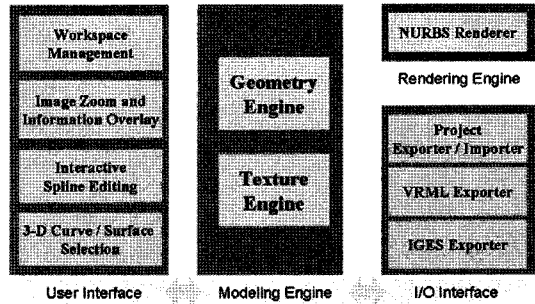 Workspace
Management
Image Zoom and
Information Overlay
Interactive
Spline Editing
3-D Curve / Surface
Selection
User Interface
Geometry
Engine
Texture
Engine
Modeling Engine
NURBS Renderer
Rendering Engine
Project
Exporter / Importer
VRML Exporter
IGES Exporter
I/O Interface